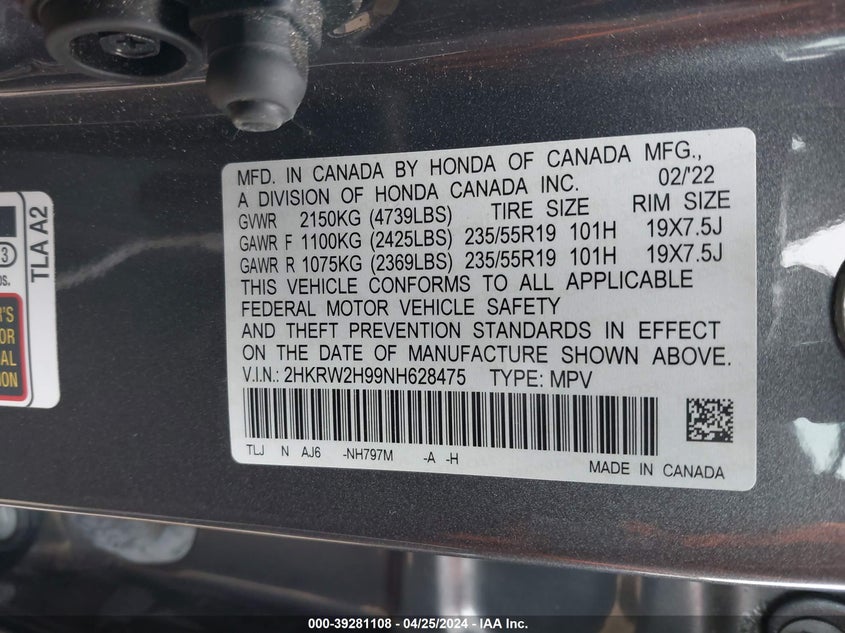 MFD. IN CANADA BY HONDA OF CANADA MFG.,
A DIVISION OF HONDA CANADA INC. 02/'22
GVWR 2150KG (4739LBS) TIRE SIZE RIM SIZE
GAWR F 1100KG (2425LBS) 235/55R19 101H 19X7.5J
GAWR R 1075KG (2369LBS) 235/55R19 101H 19X7.5J
THIS VEHICLE CONFORMS TO ALL APPLICABLE
FEDERAL MOTOR VEHICLE SAFETY
AND THEFT PREVENTION STANDARDS IN EFFECT
ON THE DATE OF MANUFACTURE SHOWN ABOVE.
V.I.N.: 2HKRW2H99NH628475 TYPE: MPV
TLJ N AJ6 -NH797M -A -H
MADE IN CANADA
TLA A2
3
000-39281108 - 04/25/2024 - IAA Inc.